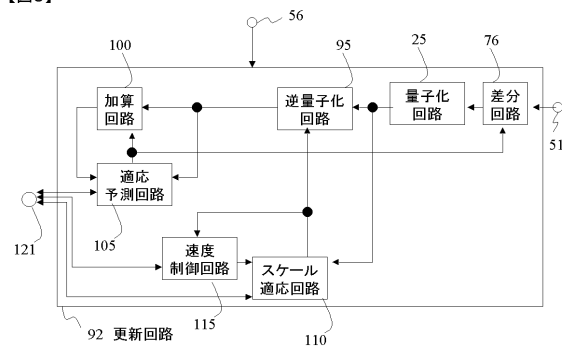 56
100
95
25
76
加算
回路
逆量子化
回路
量子化
回路
差分
回路
51
適応
予測回路
105
121
速度
制御回路
115
スケール
適応回路
110
92 更新回路